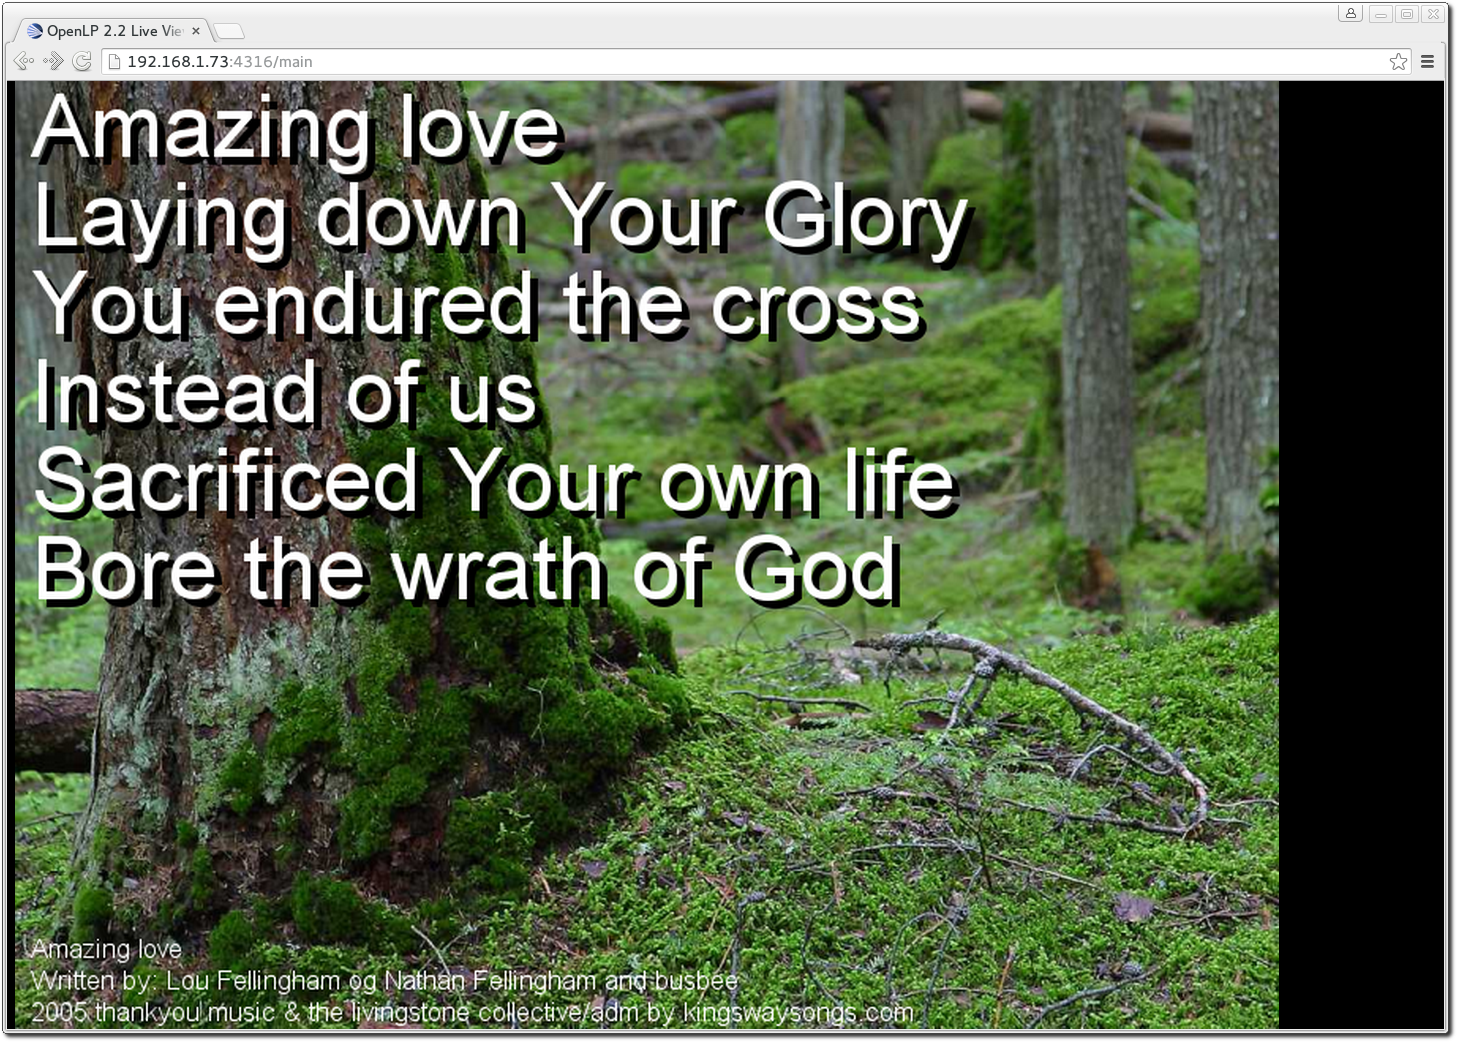 OpenLP 2.2 Live Vie
192.168.1.73:4316/main
Amazing love
Laying down Your Glory
You endured the cross
Instead of us
Sacrificed Your own life
Bore the wrath of God
Amazing love
Written by: Lou Fellingham og Nathan Fellingham and busbee
2005 thankyou music & the livingstone collective/adm by kingswaysongs.com